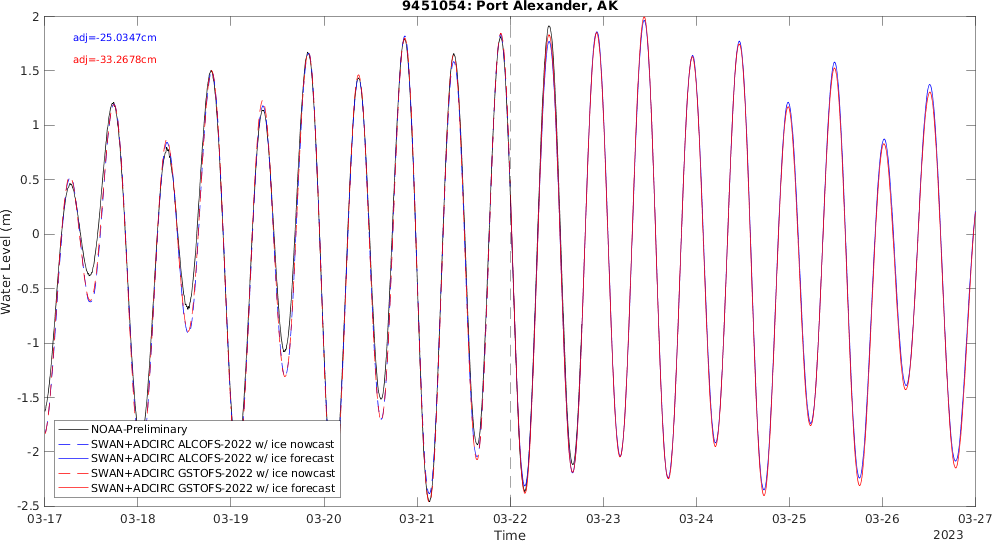 9451054: Port Alexander, AK
adj=-25.0347cm
adj=-33.2678cm
Water Level (m)
2
1.5
1
0.5
0
-0.5
-1
-1.5
-2
-2.5
NOAA-Preliminary
SWAN+ADCIRC ALCOFS-2022 w/ ice nowcast
SWAN+ADCIRC ALCOFS-2022 w/ ice forecast
SWAN+ADCIRC GSTOFS-2022 w/ ice nowcast
SWAN+ADCIRC GSTOFS-2022 w/ ice forecast
03-17 03-18 03-19 03-20 03-21 03-22 03-23 03-24 03-25 03-26 03-27
Time
2023